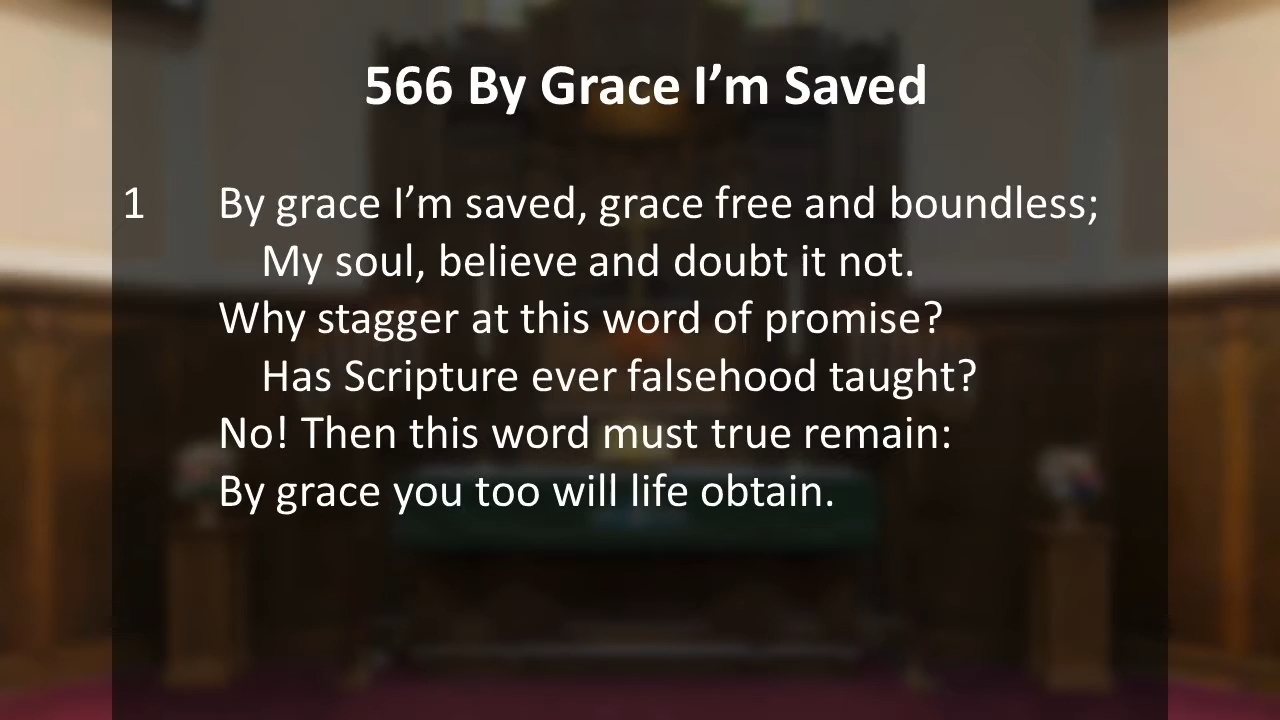 566 By Grace I’m Saved
1 By grace I’m saved, grace free and boundless;
My soul, believe and doubt it not.
Why stagger at this word of promise?
Has Scripture ever falsehood taught?
No! Then this word must true remain:
By grace you too will life obtain.